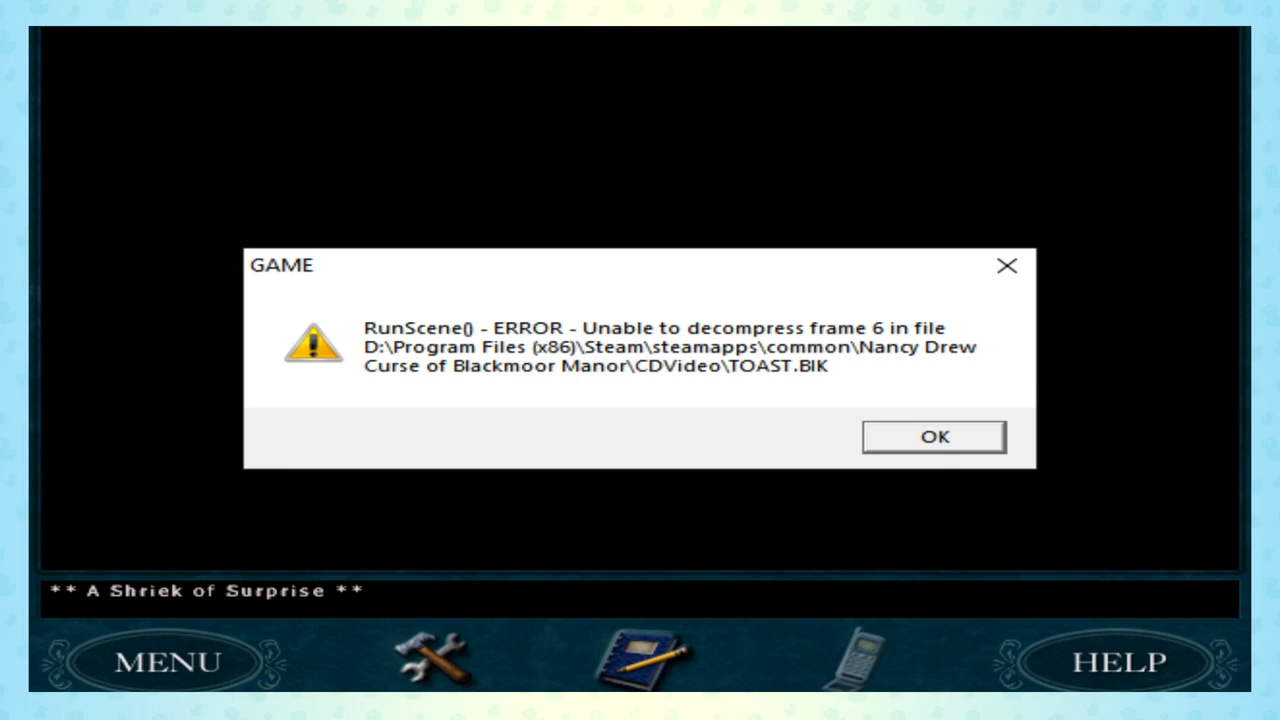 GAME
RunScene() - ERROR - Unable to decompress frame 6 in file
D:\Program Files (x86)\Steam\steamapps\common\Nancy Drew
Curse of Blackmoor Manor\CDVideo\TOAST.BIK
OK
** A Shriek of Surprise **
MENU
HELP